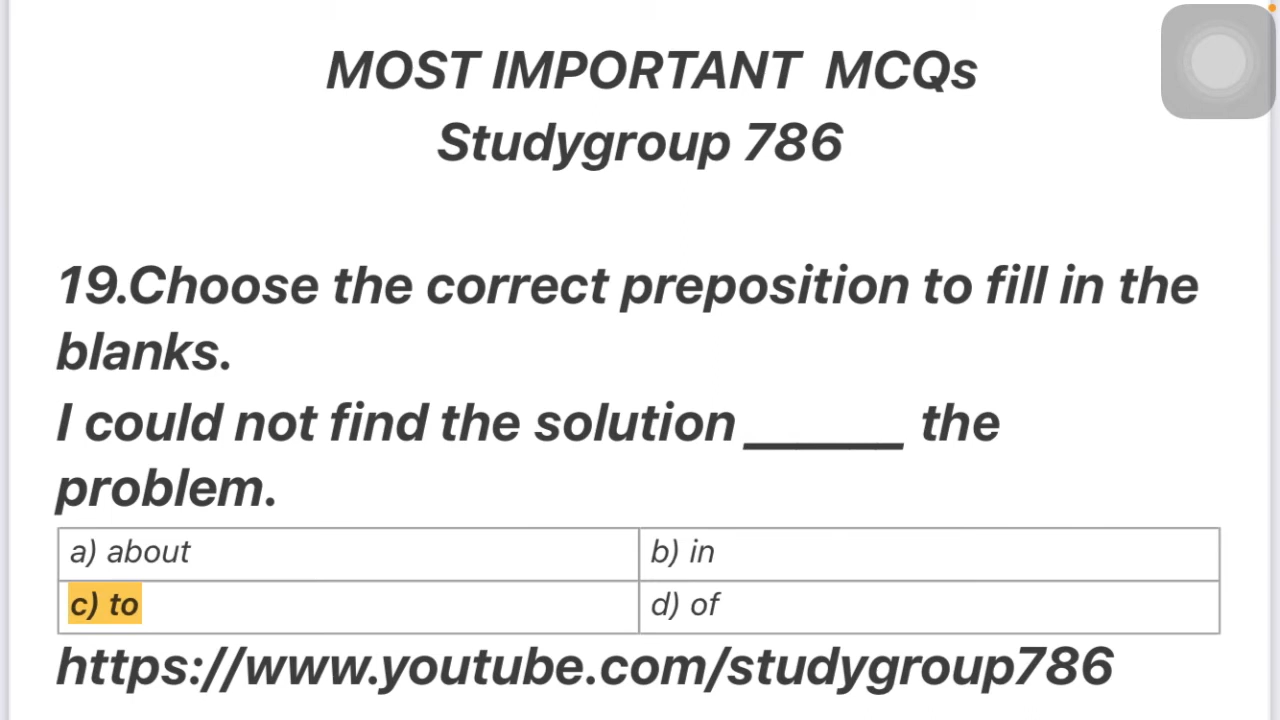 MOST IMPORTANT MCQs
Studygroup 786
19.Choose the correct preposition to fill in the
blanks.
I could not find the solution ______ the
problem.
a) about
b) in
c) to
d) of
https://www.youtube.com/studygroup786